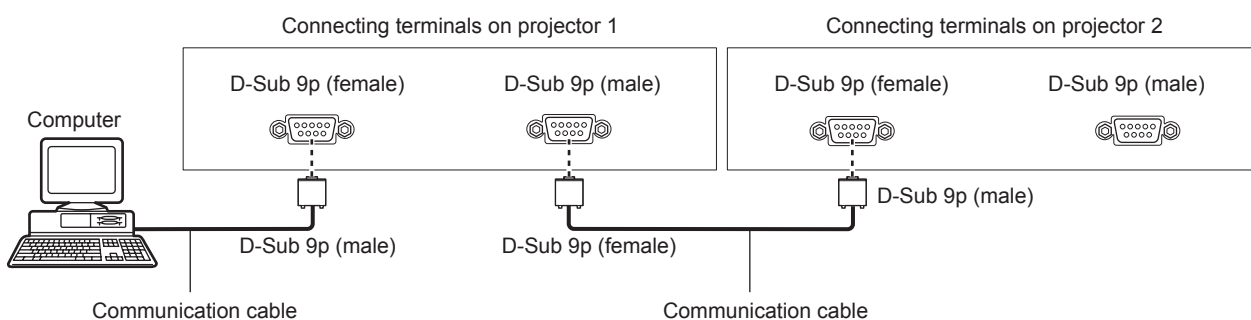 Connecting terminals on projector 1
Connecting terminals on projector 2
D-Sub 9p (female)
D-Sub 9p (male)
D-Sub 9p (female)
D-Sub 9p (male)
Computer
D-Sub 9p (male)
D-Sub 9p (male)
D-Sub 9p (female)
Communication cable
Communication cable